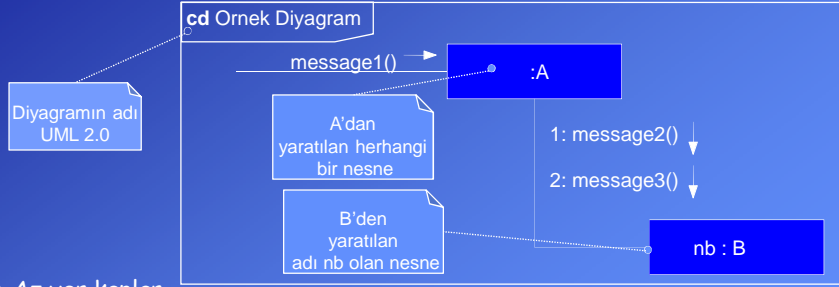 cd Ornek Diyagram
message1()
:A
Diyagramın adı
UML 2.0
A'dan
yaratılan herhangi
bir nesne
1: message2()
2: message3()
B'den
yaratılan
adı nb olan nesne
nb : B